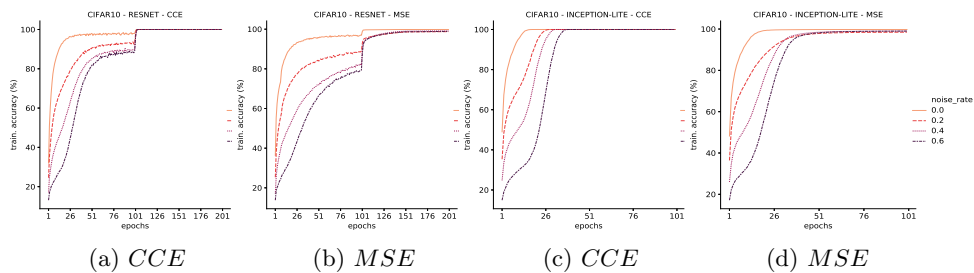 CIFAR10 - RESNET - CCE
train. accuracy (%)
100
80
60
40
20
1 26 51 76 101 126 151 176 201
epochs
(a) CCE
CIFAR10 - RESNET - MSE
train. accuracy (%)
100
80
60
40
20
1 26 51 76 101 126 151 176 201
epochs
(b) MSE
CIFAR10 - INCEPTION-LITE - CCE
train. accuracy (%)
100
80
60
40
20
1 26 51 76 101
epochs
(c) CCE
CIFAR10 - INCEPTION-LITE - MSE
train. accuracy (%)
100
80
60
40
20
1 26 51 76 101
epochs
(d) MSE
noise_rate
0.0
0.2
0.4
0.6